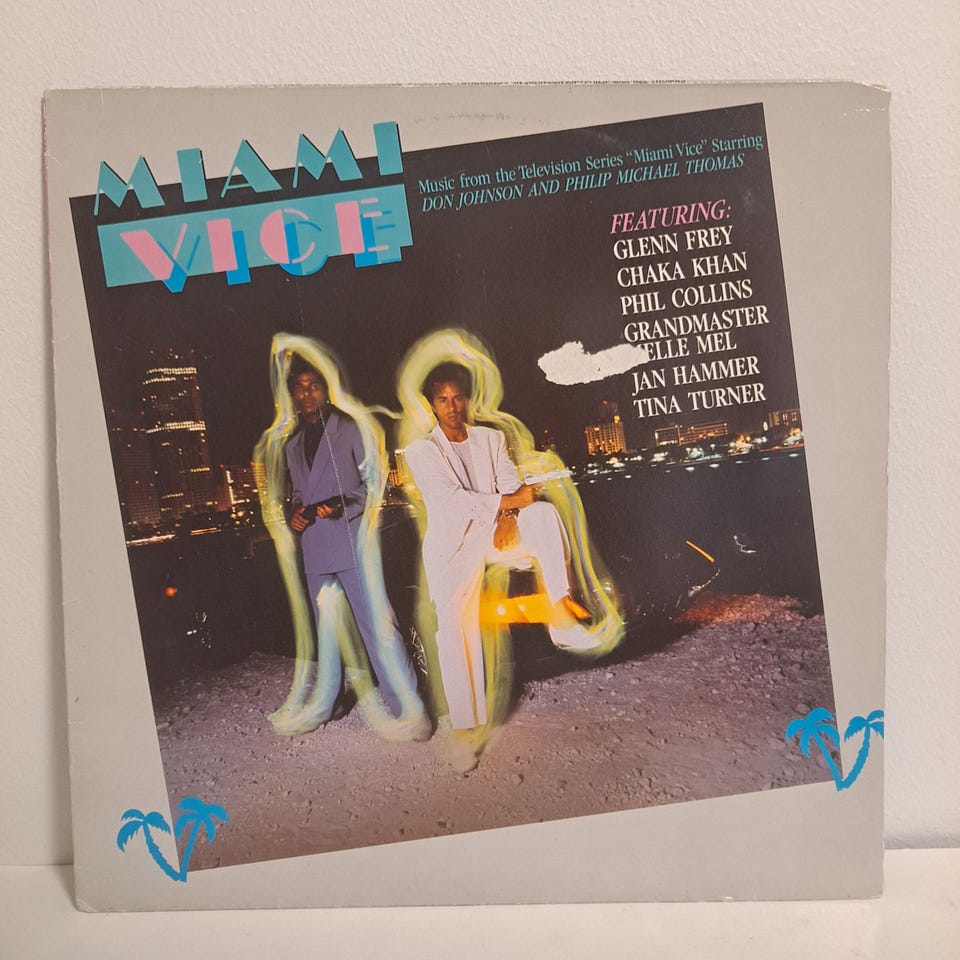 MIAMI
VICE
Music from the Television Series "Miami Vice" Starring
DON JOHNSON AND PHILIP MICHAEL THOMAS
FEATURING:
GLENN FREY
CHAKA KHAN
PHIL COLLINS
GRANDMASTER
MEL
JAN HAMMER
TINA TURNER